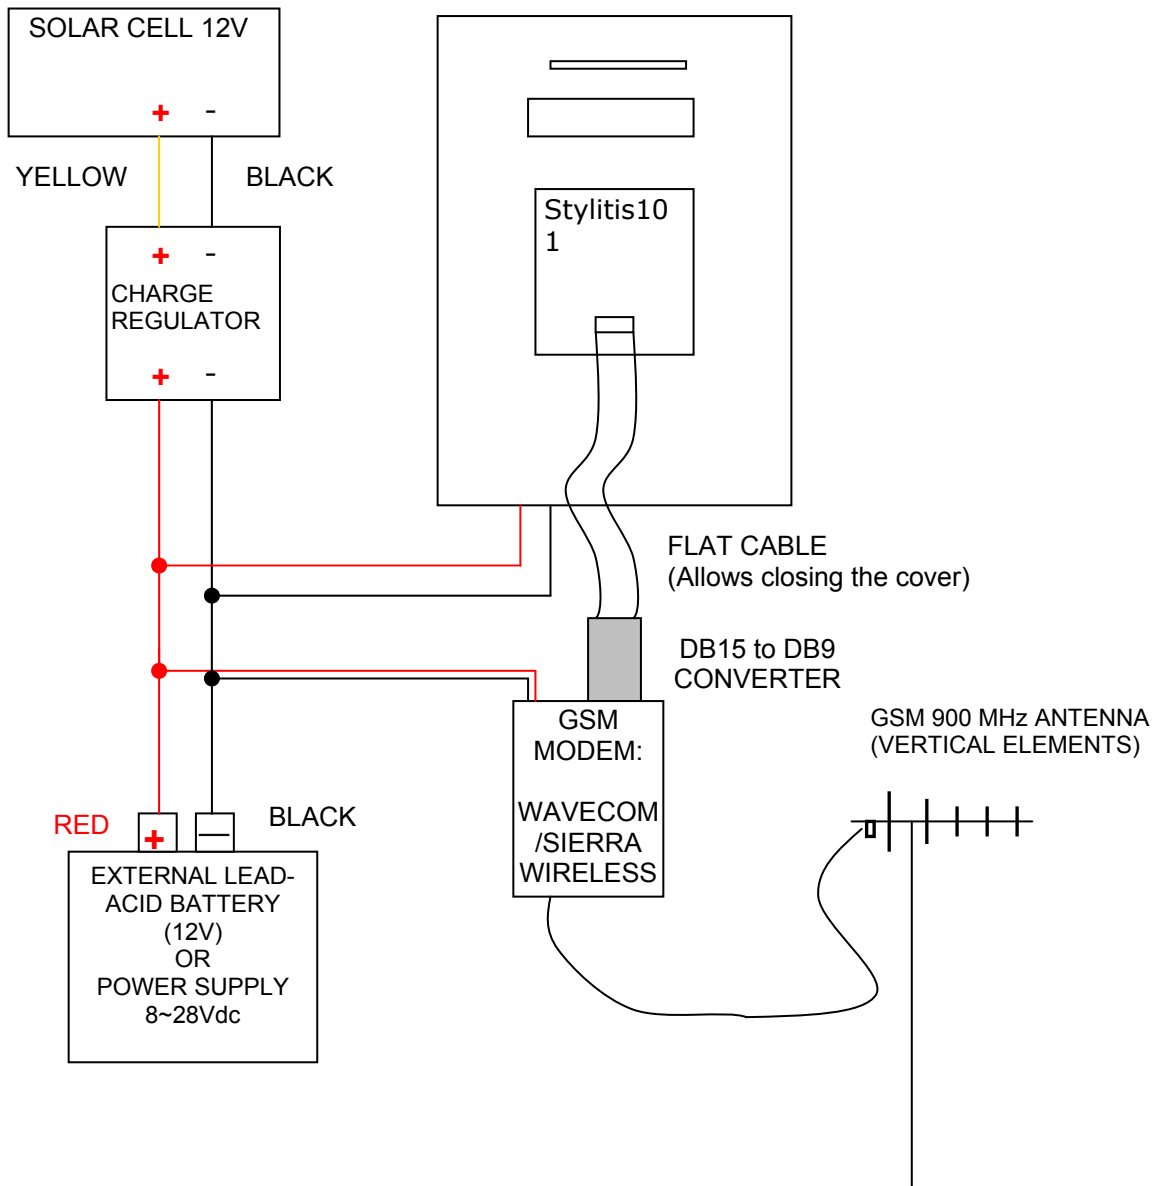 SOLAR CELL 12V
+ -
YELLOW
BLACK
+ -
CHARGE
REGULATOR
+ -
Stylitis10
1
FLAT CABLE
(Allows closing the cover)
DB15 to DB9
CONVERTER
GSM
MODEM:
WAVECOM
/SIERRA
WIRELESS
GSM 900 MHz ANTENNA
(VERTICAL ELEMENTS)
RED
BLACK
+ –
EXTERNAL LEAD-
ACID BATTERY
(12V)
OR
POWER SUPPLY
8~28Vdc